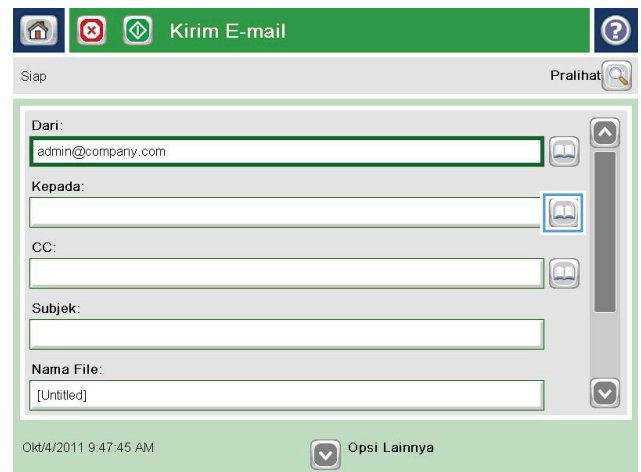 Kirim E-mail
?
Siap
Pralihat
Dari:
admin@company.com
Kepada:
CC:
Subjek:
Nama File:
[Untitled]
Okt/4/2011 9:47:45 AM
Opsi Lainnya